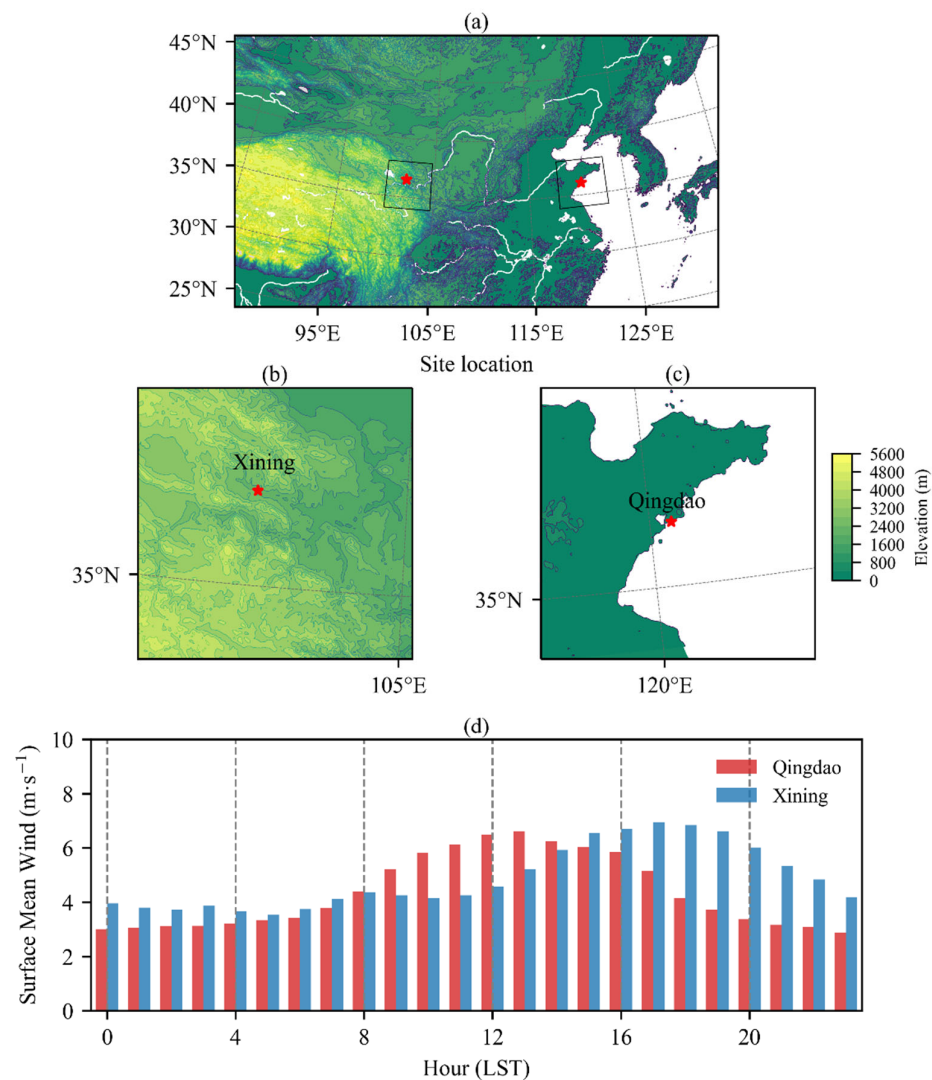 (a)
45°N
40°N
35°N
30°N
25°N
95°E 105°E 115°E 125°E
Site location
(b) (c)
Xining
35°N
105°E
Qingdao
35°N
120°E
5600
4800
3200
2400
1600
800
0
Elevation (m)
(d)
Surface Mean Wind (m·s⁻¹)
10
8
6
4
2
0
Qingdao
Xining
0 4 8 12 16 20
Hour (LST)